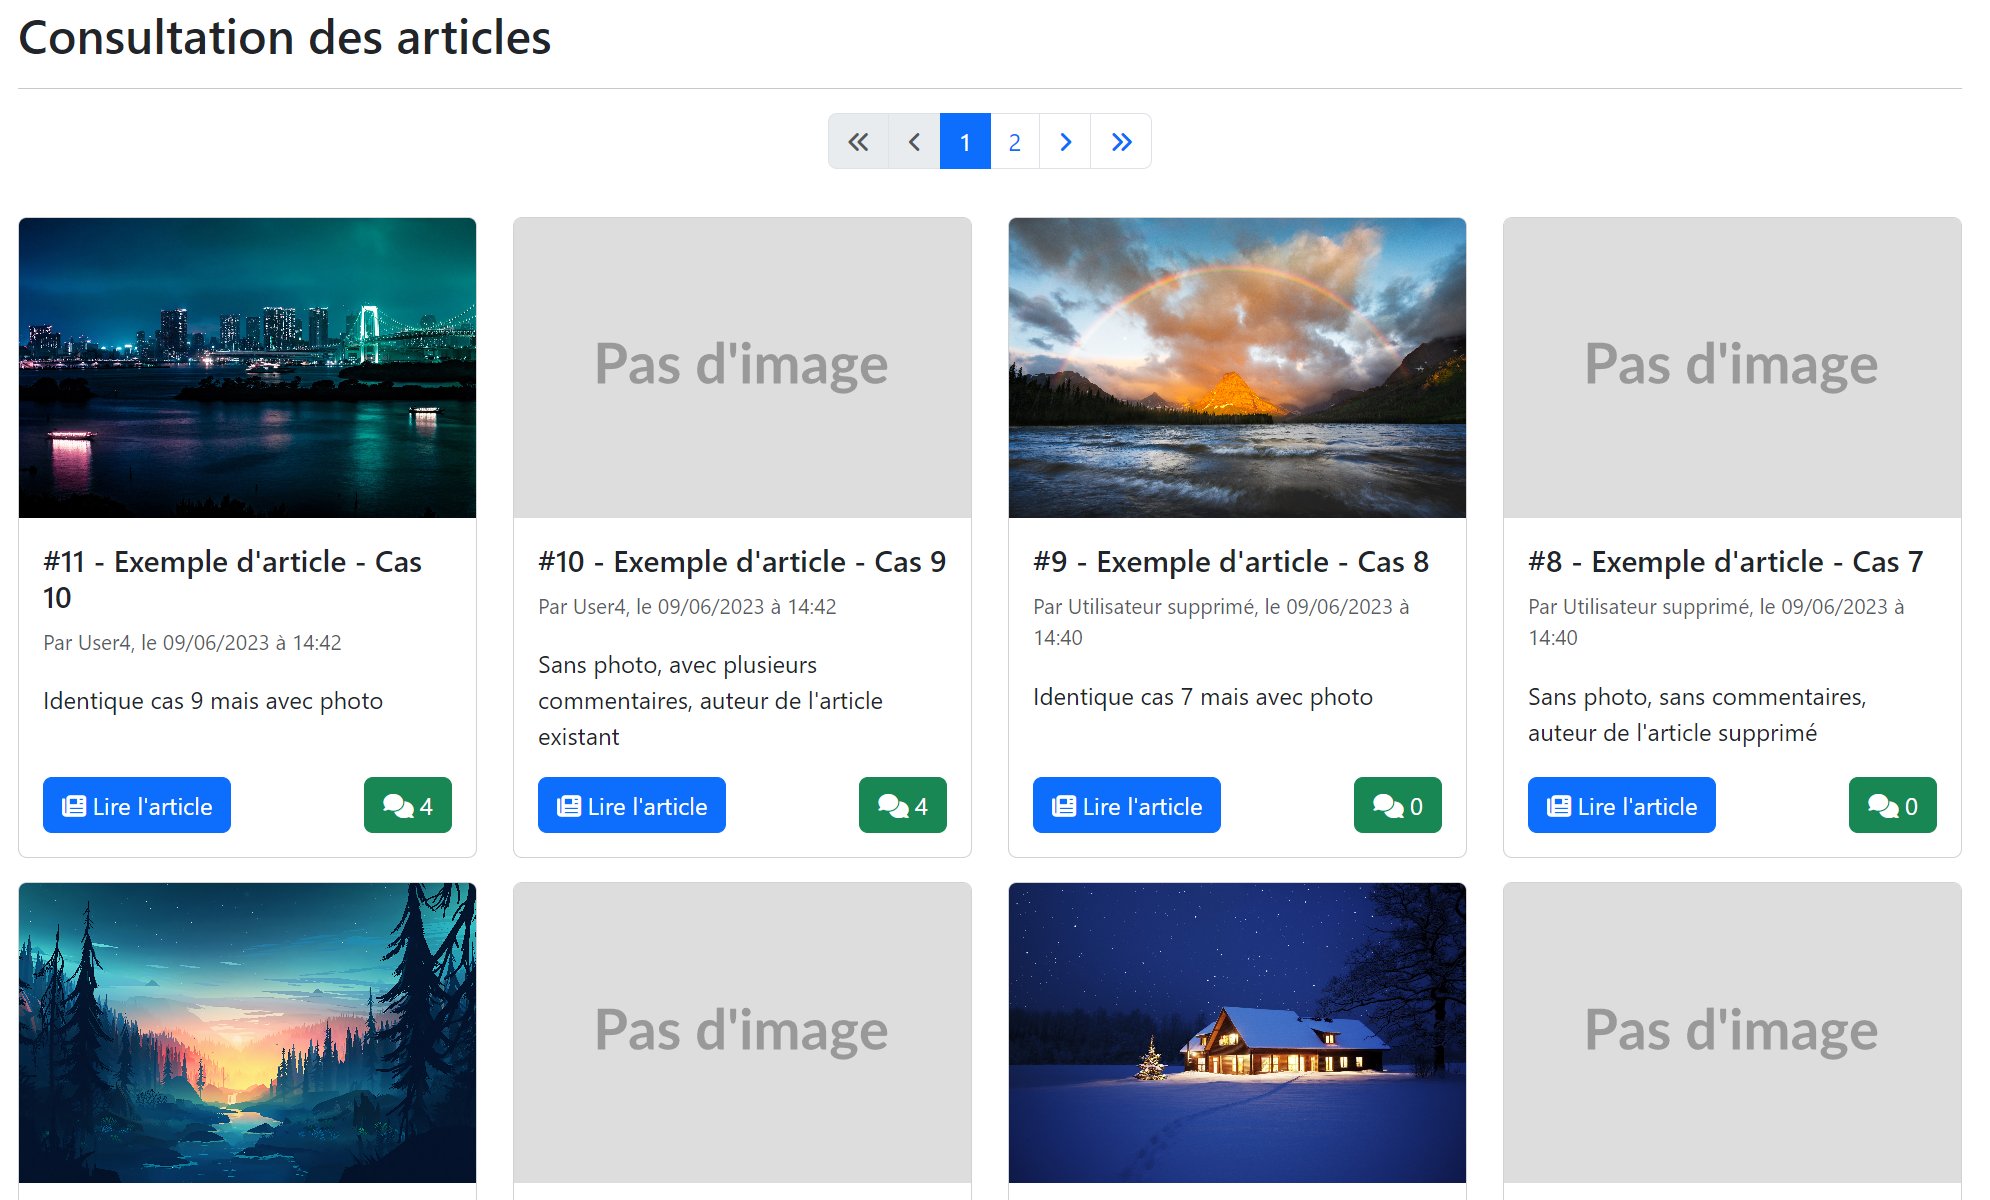 Consultation des articles
1 2
Pas d'image
Pas d'image
#11 - Exemple d'article - Cas
10
Par User4, le 09/06/2023 à 14:42
Identique cas 9 mais avec photo
Lire l'article 4
#10 - Exemple d'article - Cas 9
Par User4, le 09/06/2023 à 14:42
Sans photo, avec plusieurs
commentaires, auteur de l'article
existant
Lire l'article 4
#9 - Exemple d'article - Cas 8
Par Utilisateur supprimé, le 09/06/2023 à
14:40
Identique cas 7 mais avec photo
Lire l'article 0
#8 - Exemple d'article - Cas 7
Par Utilisateur supprimé, le 09/06/2023 à
14:40
Sans photo, sans commentaires,
auteur de l'article supprimé
Lire l'article 0
Pas d'image
Pas d'image